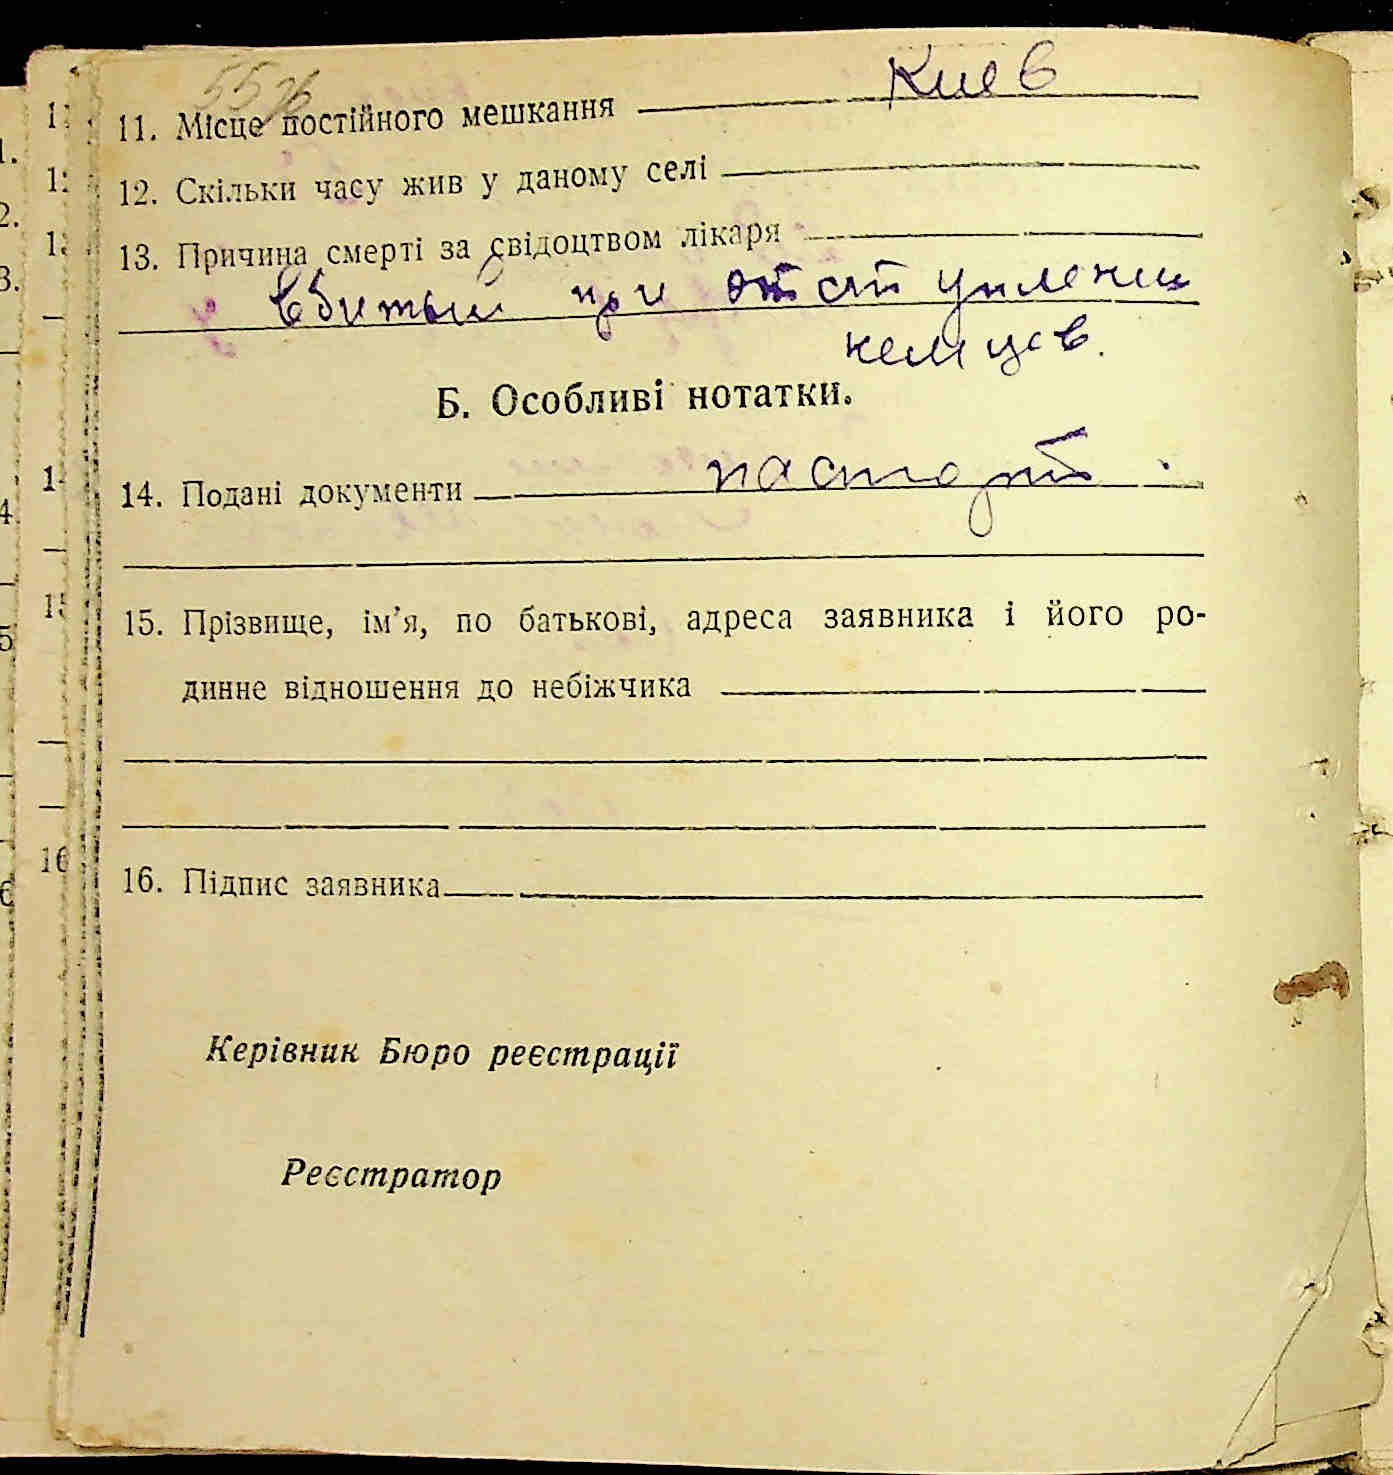 5576
11. Місце постійного мешкання Киев
12. Скільки часу жив у даному селі
13. Причина смерті за свідоцтвом лікаря
вбитый при отступлении
немцев.
Б. Особливі нотатки.
14. Подані документи паспорт.
15. Прізвище, ім'я, по батькові, адреса заявника і його ро-
динне відношення до небіжчика
16. Підпис заявника
Керівник Бюро реєстрації
Реєстратор